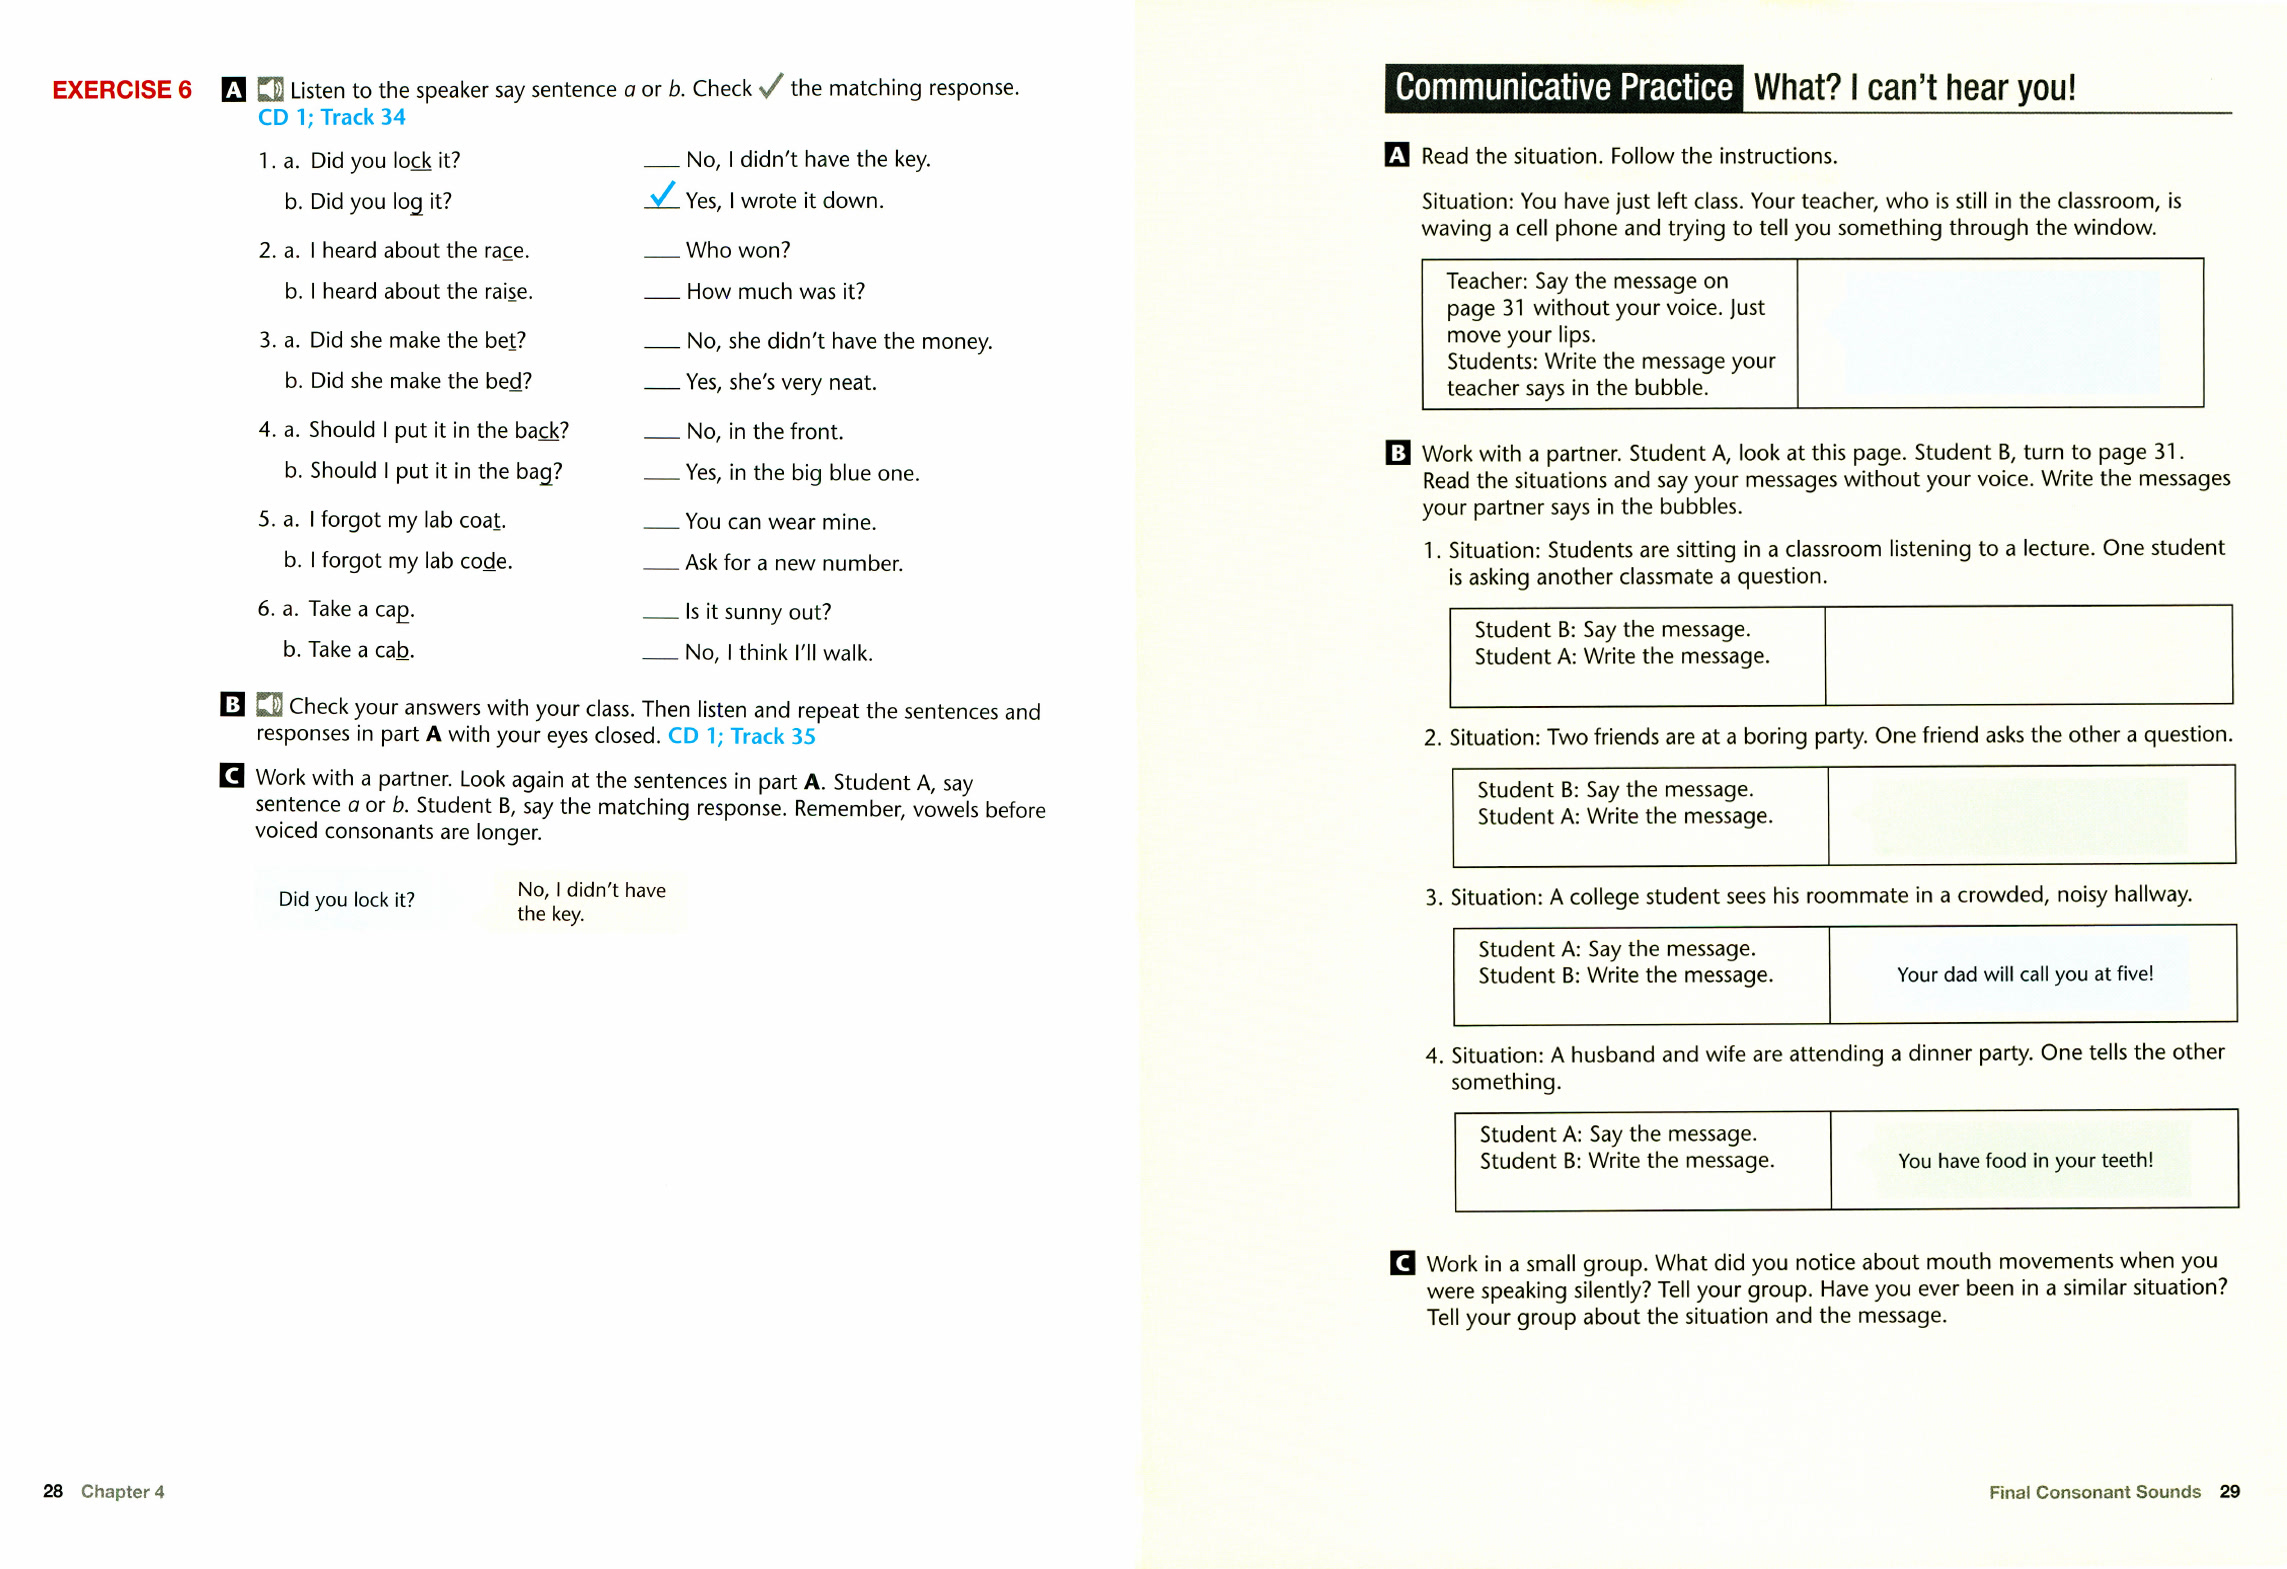 EXERCISE 6
A Listen to the speaker say sentence a or b. Check ✓ the matching response.
CD 1; Track 34
1. a. Did you lock it? ___ No, I didn't have the key.
b. Did you log it? ✓ Yes, I wrote it down.
2. a. I heard about the race. ___ Who won?
b. I heard about the raise. ___ How much was it?
3. a. Did she make the bet? ___ No, she didn't have the money.
b. Did she make the bed? ___ Yes, she's very neat.
4. a. Should I put it in the back? ___ No, in the front.
b. Should I put it in the bag? ___ Yes, in the big blue one.
5. a. I forgot my lab coat. ___ You can wear mine.
b. I forgot my lab code. ___ Ask for a new number.
6. a. Take a cap. ___ Is it sunny out?
b. Take a cab. ___ No, I think I'll walk.
B Check your answers with your class. Then listen and repeat the sentences and
responses in part A with your eyes closed. CD 1; Track 35
C Work with a partner. Look again at the sentences in part A. Student A, say
sentence a or b. Student B, say the matching response. Remember, vowels before
voiced consonants are longer.
Did you lock it?
No, I didn't have
the key.
28 Chapter 4
Communicative Practice What? I can't hear you!
A Read the situation. Follow the instructions.
Situation: You have just left class. Your teacher, who is still in the classroom, is
waving a cell phone and trying to tell you something through the window.
Teacher: Say the message on
page 31 without your voice. Just
move your lips.
Students: Write the message your
teacher says in the bubble.
B Work with a partner. Student A, look at this page. Student B, turn to page 31.
Read the situations and say your messages without your voice. Write the messages
your partner says in the bubbles.
1. Situation: Students are sitting in a classroom listening to a lecture. One student
is asking another classmate a question.
Student B: Say the message.
Student A: Write the message.
2. Situation: Two friends are at a boring party. One friend asks the other a question.
Student B: Say the message.
Student A: Write the message.
3. Situation: A college student sees his roommate in a crowded, noisy hallway.
Student A: Say the message.
Student B: Write the message.
Your dad will call you at five!
4. Situation: A husband and wife are attending a dinner party. One tells the other
something.
Student A: Say the message.
Student B: Write the message.
You have food in your teeth!
C Work in a small group. What did you notice about mouth movements when you
were speaking silently? Tell your group. Have you ever been in a similar situation?
Tell your group about the situation and the message.
Final Consonant Sounds 29